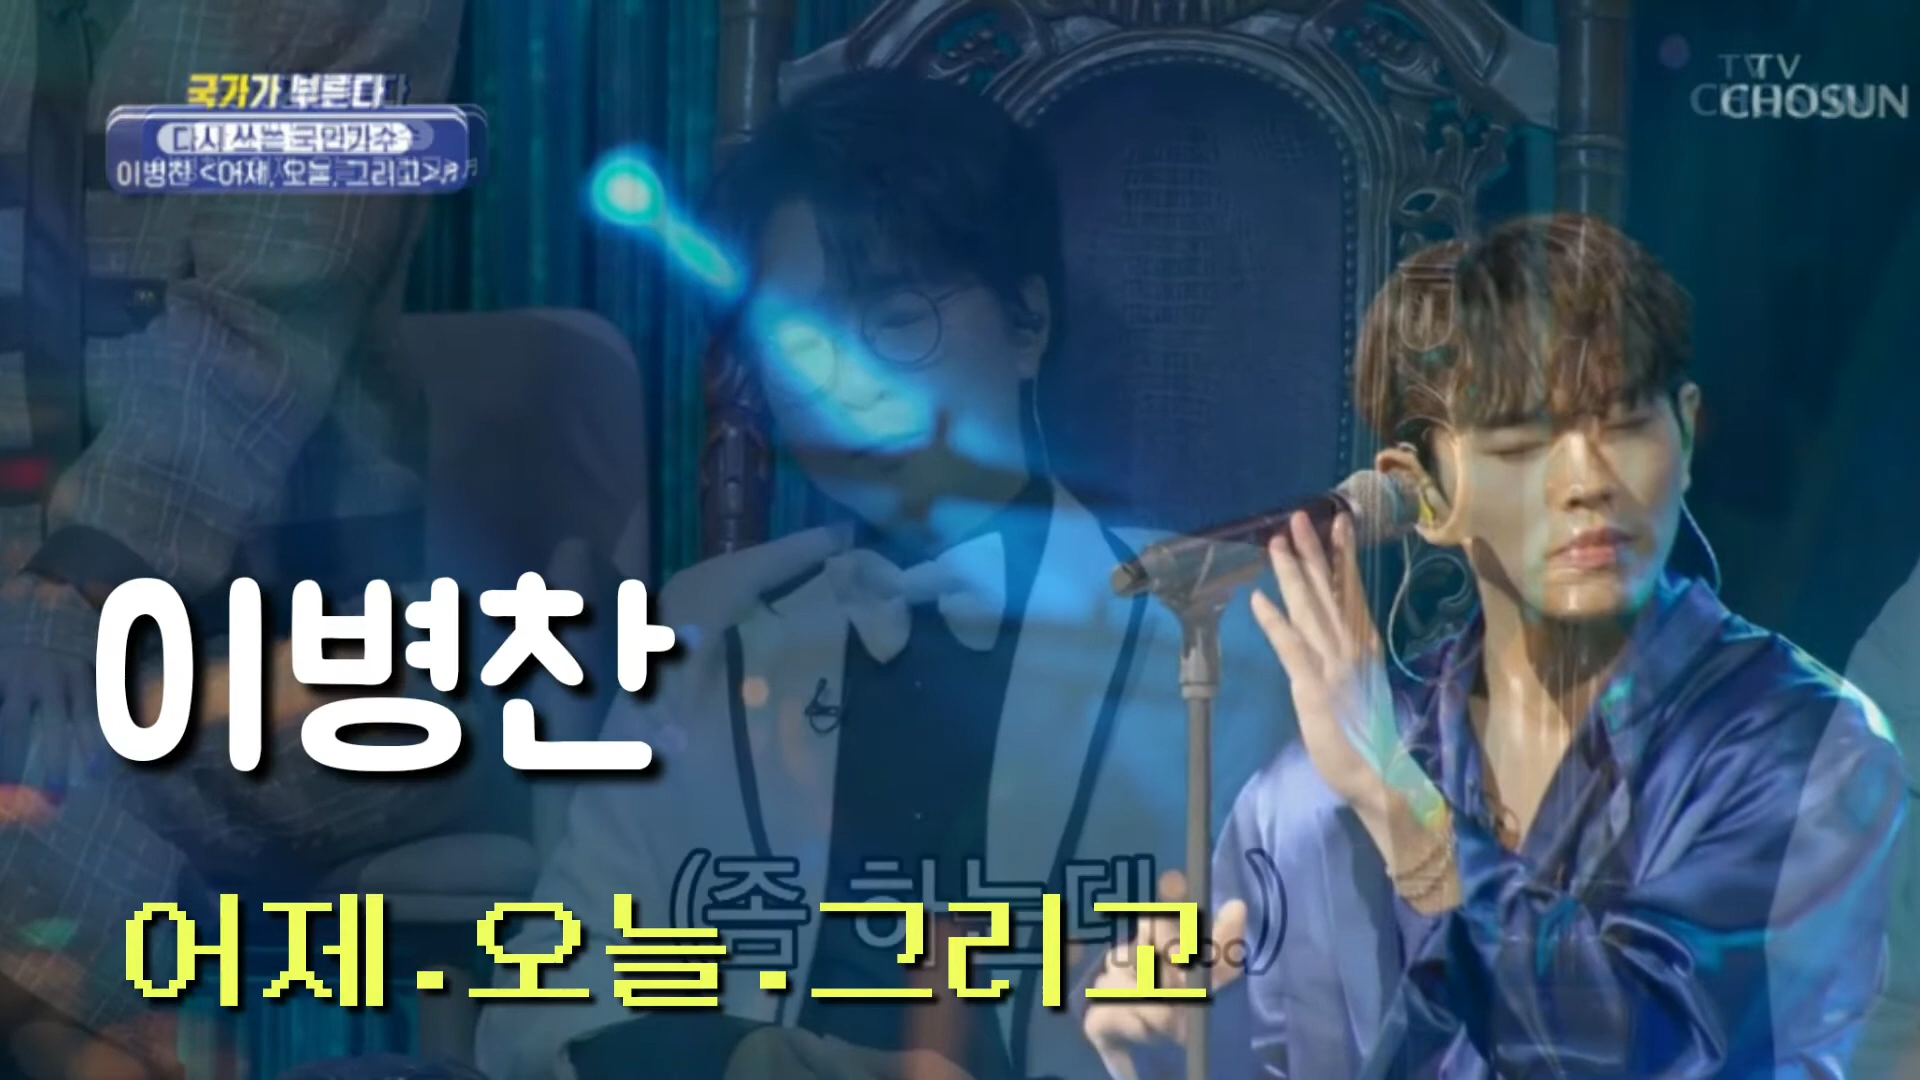 국가가 부른다
TV
CHOSUN
다시 쓰는 국민가수
이병찬 <어제, 오늘, 그리고>♬
이병찬
(좀 하는데...)
어제.오늘.그리고